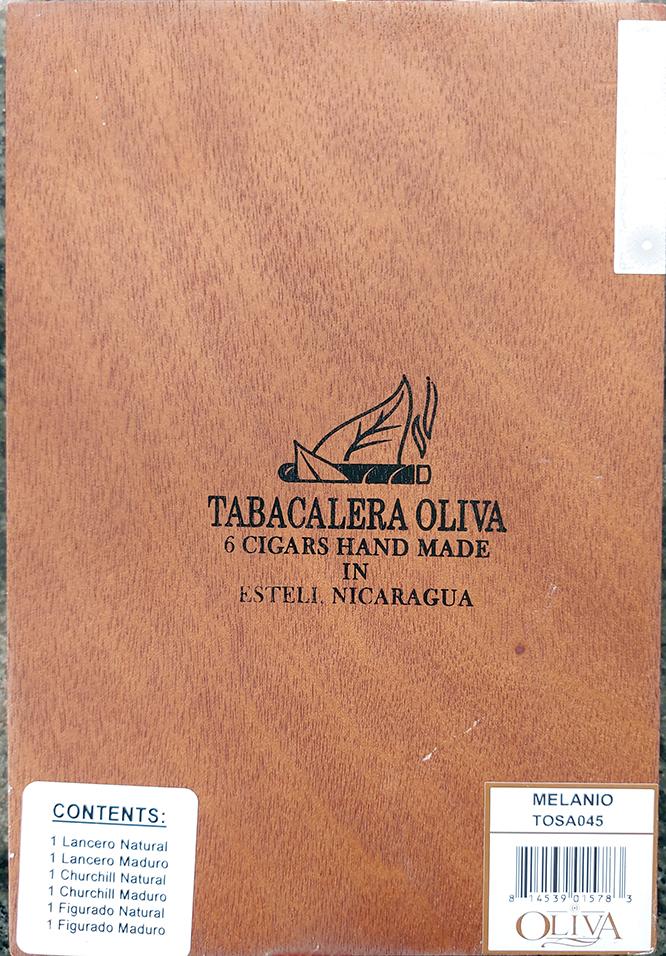 TABACALERA OLIVA
6 CIGARS HAND MADE
IN
ESTELI, NICARAGUA
CONTENTS:
1 Lancero Natural
1 Lancero Maduro
1 Churchill Natural
1 Churchill Maduro
1 Figurado Natural
1 Figurado Maduro
MELANIO
TOSA045
8 14539 01578 3
OLIVA